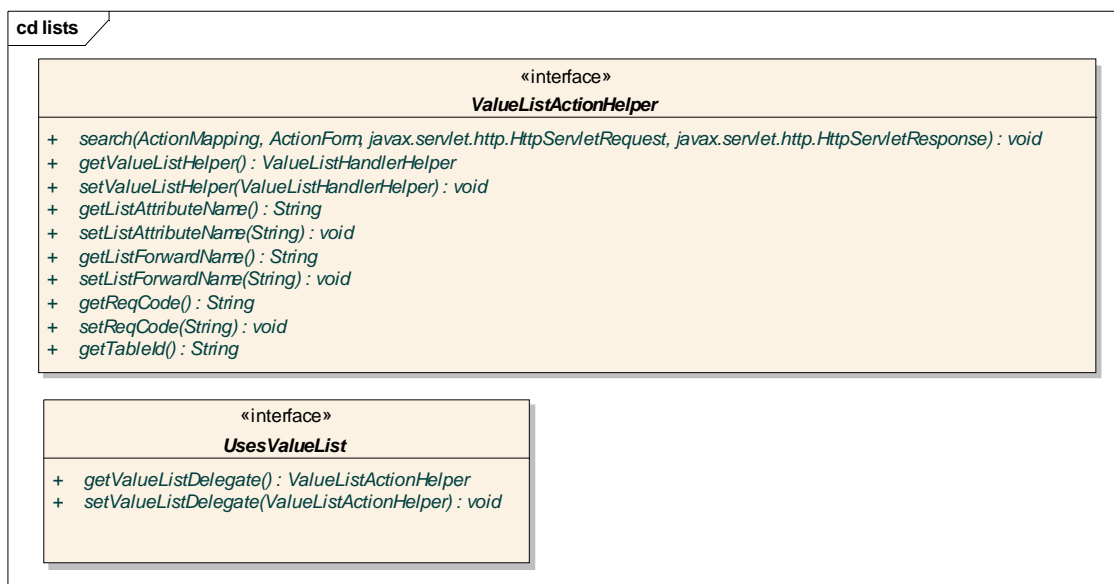 cd lists
«interface»
ValueListActionHelper
+ search(ActionMapping, ActionForm, javax.servlet.http.HttpServletRequest, javax.servlet.http.HttpServletResponse) : void
+ getValueListHelper() : ValueListHandlerHelper
+ setValueListHelper(ValueListHandlerHelper) : void
+ getListAttributeName() : String
+ setListAttributeName(String) : void
+ getListForwardName() : String
+ setListForwardName(String) : void
+ getReqCode() : String
+ setReqCode(String) : void
+ getTableId() : String
«interface»
UsesValueList
+ getValueListDelegate() : ValueListActionHelper
+ setValueListDelegate(ValueListActionHelper) : void